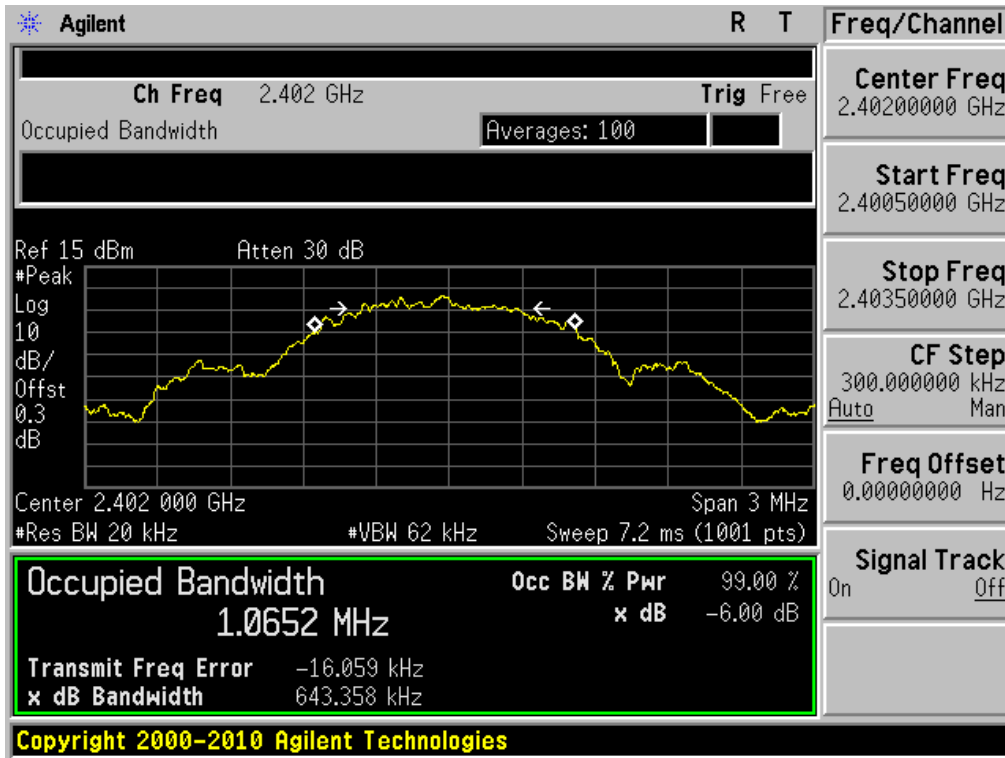 Agilent R T
Freq/Channel
Ch Freq 2.402 GHz Trig Free
Occupied Bandwidth Averages: 100
Ref 15 dBm Atten 30 dB
#Peak
Log
10
dB/
Offst
0.3
dB
Center 2.402 000 GHz Span 3 MHz
#Res BW 20 kHz #VBW 62 kHz Sweep 7.2 ms (1001 pts)
Occupied Bandwidth
1.0652 MHz
Occ BW % Pwr 99.00 %
x dB -6.00 dB
Transmit Freq Error -16.059 kHz
x dB Bandwidth 643.358 kHz
Copyright 2000-2010 Agilent Technologies
Center Freq
2.40200000 GHz
Start Freq
2.40050000 GHz
Stop Freq
2.40350000 GHz
CF Step
300.000000 kHz
Auto Man
Freq Offset
0.00000000 Hz
Signal Track
On Off